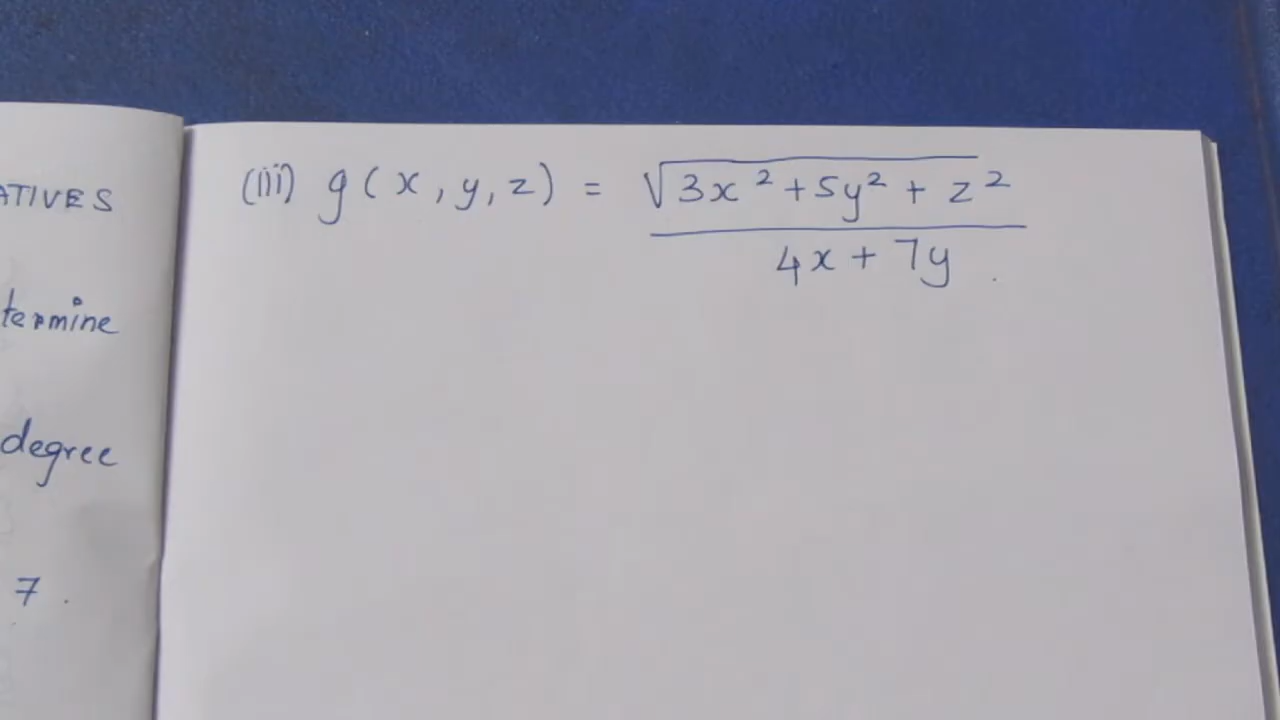 ATIVES
termine
degree
7 .
(iii) g(x, y, z) = √3x² + 5y² + z² / 4x + 7y .